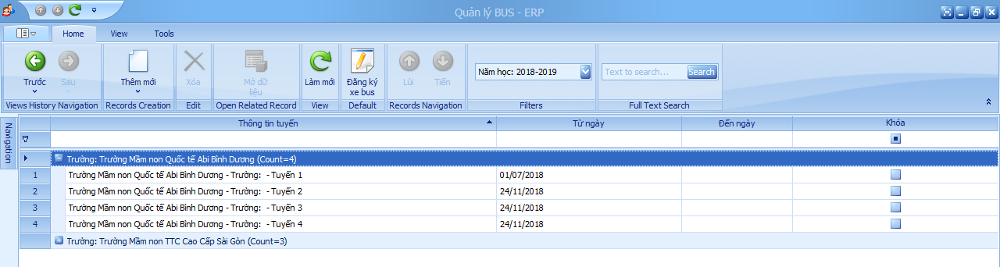 Quản lý BUS - ERP
Home View Tools
Trước Sau Thêm mới Xóa Mở dữ liệu Làm mới Đăng ký xe bus Lùi Tiến Năm học: 2018-2019 Text to search... Search
Views History Navigation Records Creation Edit Open Related Record View Default Records Navigation Filters Full Text Search
Navigation
Thông tin tuyến Từ ngày Đến ngày Khóa
Trường: Trường Mầm non Quốc tế Abi Bình Dương (Count=4)
1 Trường Mầm non Quốc tế Abi Bình Dương - Trường: - Tuyến 1 01/07/2018
2 Trường Mầm non Quốc tế Abi Bình Dương - Trường: - Tuyến 2 24/11/2018
3 Trường Mầm non Quốc tế Abi Bình Dương - Trường: - Tuyến 3 24/11/2018
4 Trường Mầm non Quốc tế Abi Bình Dương - Trường: - Tuyến 4 24/11/2018
Trường: Trường Mầm non TTC Cao Cấp Sài Gòn (Count=3)